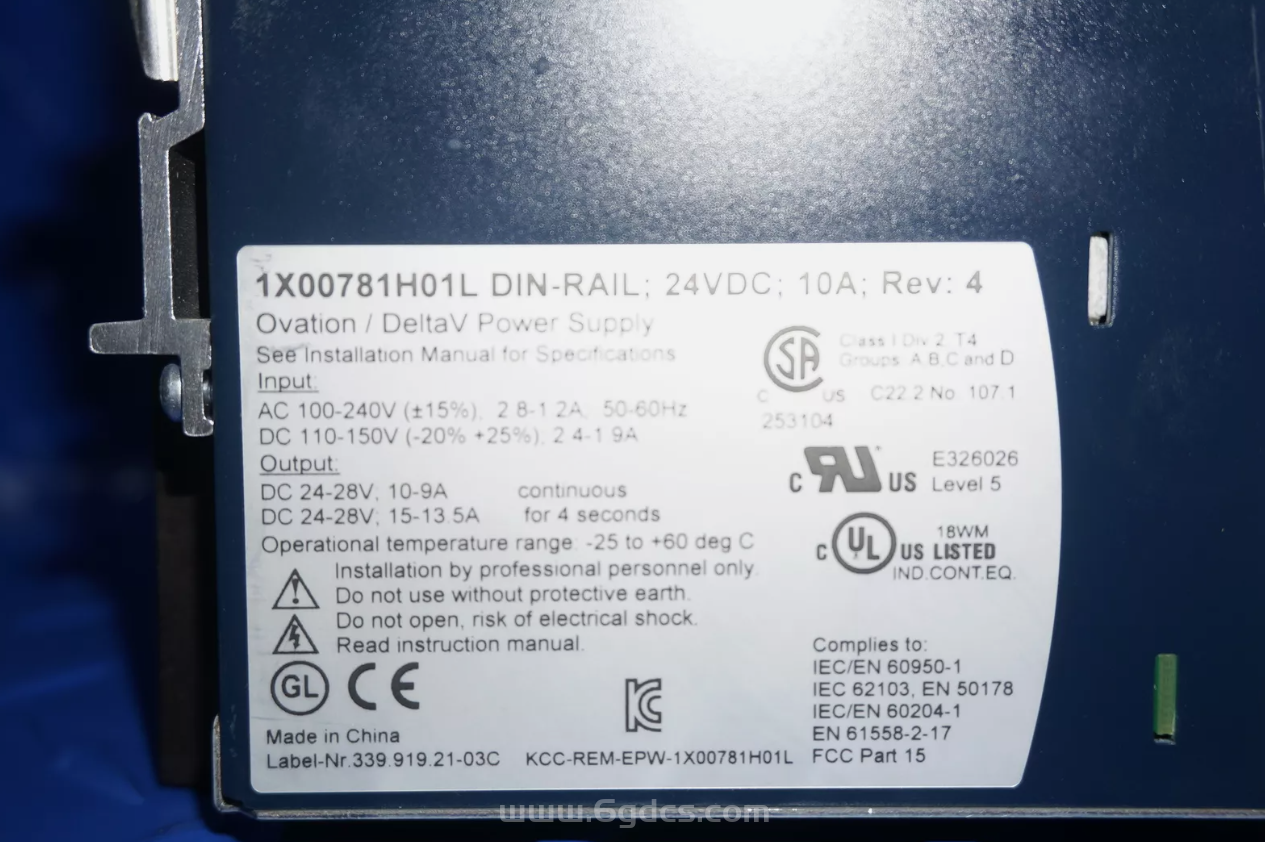 1X00781H01L DIN-RAIL; 24VDC; 10A; Rev: 4
Ovation / DeltaV Power Supply
See Installation Manual for Specifications
Input:
AC 100-240V (±15%), 2.8-1.2A, 50-60Hz
DC 110-150V (-20% +25%), 2.4-1.9A
Output:
DC 24-28V, 10-9A continuous
DC 24-28V, 15-13.5A for 4 seconds
Operational temperature range: -25 to +60 deg C
Installation by professional personnel only.
Do not use without protective earth.
Do not open, risk of electrical shock.
Read instruction manual.
GL CE
Made in China
Label-Nr.339.919.21-03C KCC-REM-EPW-1X00781H01L
SA
Class I Div 2, T4
Groups A,B,C and D
C US C22.2 No. 107.1
253104
C RU US E326026
Level 5
C UL US 18WM
LISTED
IND.CONT.EQ.
Complies to:
IEC/EN 60950-1
IEC 62103, EN 50178
IEC/EN 60204-1
EN 61558-2-17
FCC Part 15
www.6gdcs.com